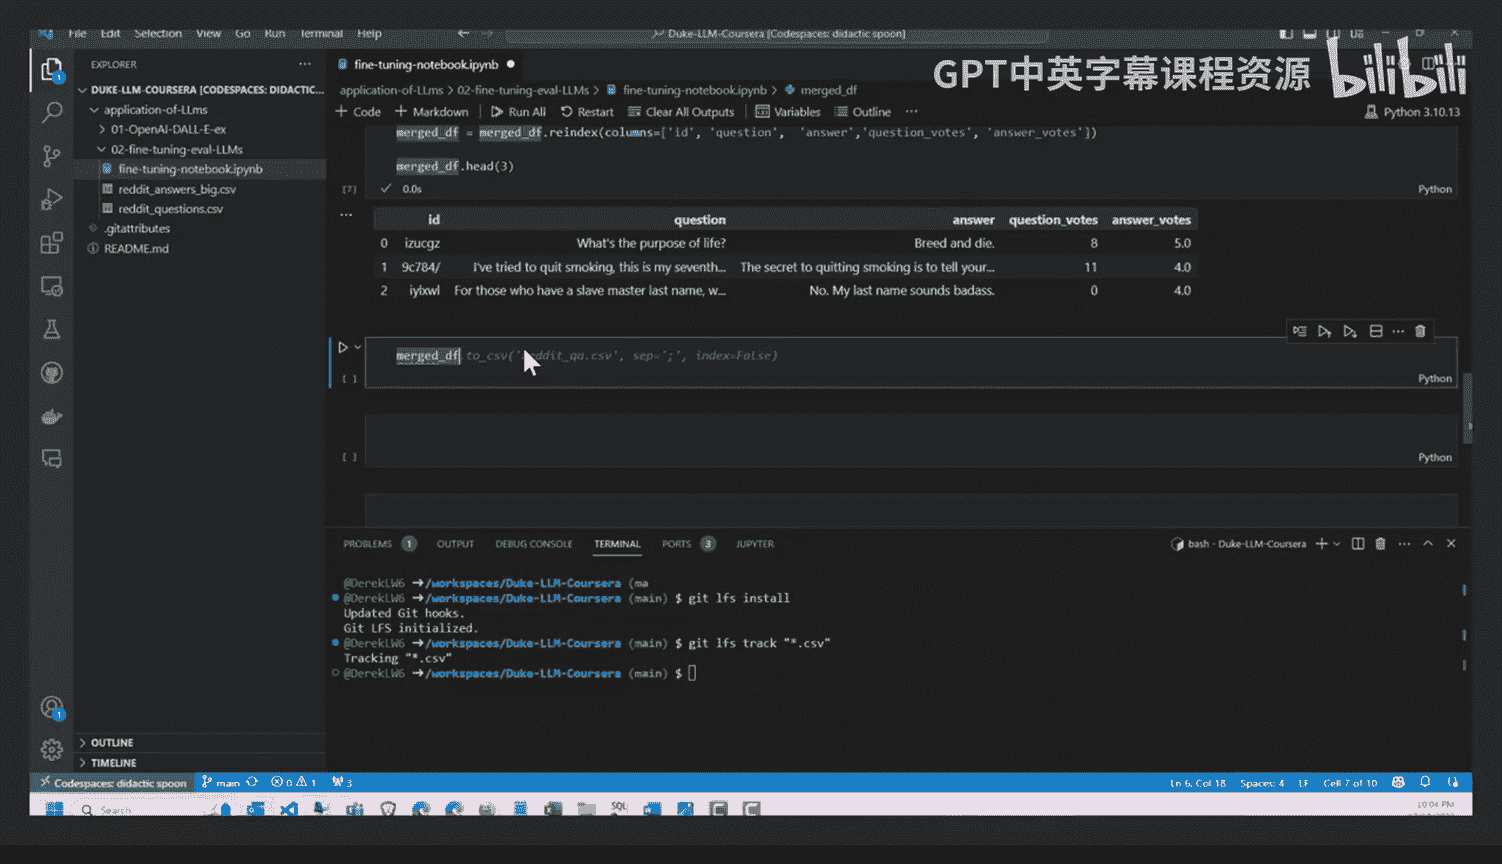 File Edit Selection View Go Run Terminal Help
Duke-LLM-Coursera [Codespaces: didactic spoon]
GPT中英字幕课程资源 bilibili
EXPLORER
DUKE-LLM-COURSERA [CODESPACES: DIDACTIC...
application-of-LLms
01-OpenAI-DALL-E-ex
02-fine-tuning-eval-LLMs
fine-tuning-notebook.ipynb
reddit_answers_big.csv
reddit_questions.csv
.gitattributes
README.md
OUTLINE
TIMELINE
fine-tuning-notebook.ipynb
application-of-LLms > 02-fine-tuning-eval-LLMs > fine-tuning-notebook.ipynb > merged_df
+ Code + Markdown Run All Restart Clear All Outputs Variables Outline ... Python 3.10.13
merged_df = merged_df.reindex(columns=['id', 'question', 'answer','question_votes', 'answer_votes'])
merged_df.head(3)
[7] 0.0s Python
id question answer question_votes answer_votes
0 izucgz What's the purpose of life? Breed and die. 8 5.0
1 9c784/ I've tried to quit smoking, this is my seventh... The secret to quitting smoking is to tell your... 11 4.0
2 iylxwl For those who have a slave master last name, w... No. My last name sounds badass. 0 4.0
merged_df.to_csv('reddit_qa.csv', sep=';', index=False)
[ ] Python
[ ] Python
PROBLEMS 1 OUTPUT DEBUG CONSOLE TERMINAL PORTS 3 JUPYTER
bash - Duke-LLM-Coursera
@DerekLW6 ➜/workspaces/Duke-LLM-Coursera (ma
@DerekLW6 ➜/workspaces/Duke-LLM-Coursera (main) $ git lfs install
Updated Git hooks.
Git LFS initialized.
@DerekLW6 ➜/workspaces/Duke-LLM-Coursera (main) $ git lfs track "*.csv"
Tracking "*.csv"
@DerekLW6 ➜/workspaces/Duke-LLM-Coursera (main) $
Codespaces: didactic spoon main 0 1 3
Ln 6, Col 18 Spaces: 4 LF Cell 7 of 10
Search SQL 10:04 PM